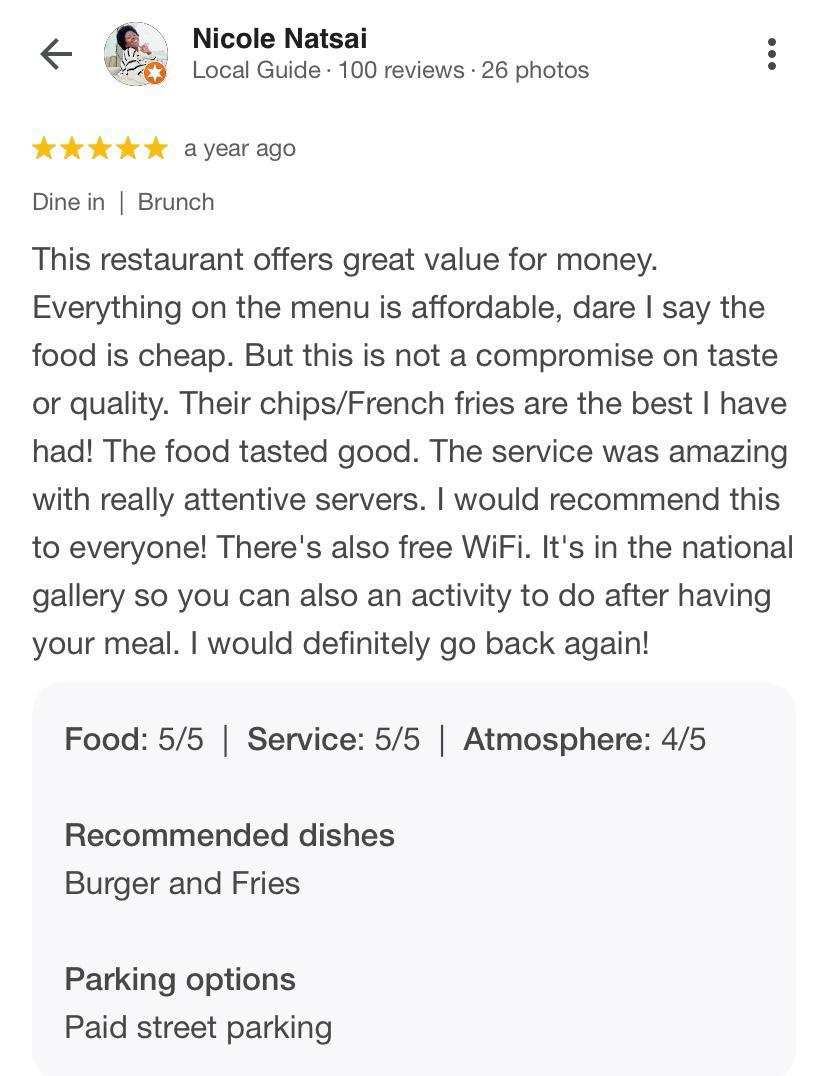 Nicole Natsai
Local Guide · 100 reviews · 26 photos
a year ago
Dine in | Brunch
This restaurant offers great value for money.
Everything on the menu is affordable, dare I say the
food is cheap. But this is not a compromise on taste
or quality. Their chips/French fries are the best I have
had! The food tasted good. The service was amazing
with really attentive servers. I would recommend this
to everyone! There's also free WiFi. It's in the national
gallery so you can also an activity to do after having
your meal. I would definitely go back again!
Food: 5/5 | Service: 5/5 | Atmosphere: 4/5
Recommended dishes
Burger and Fries
Parking options
Paid street parking